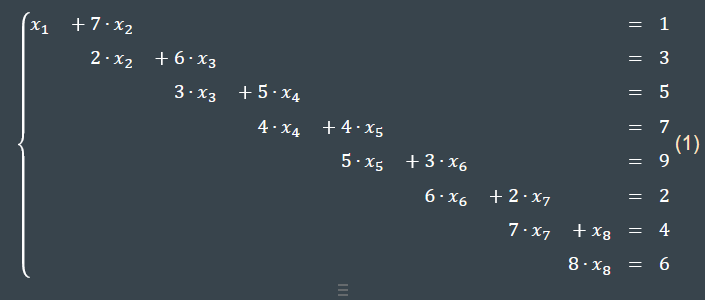 x₁ + 7 · x₂ = 1
2 · x₂ + 6 · x₃ = 3
3 · x₃ + 5 · x₄ = 5
4 · x₄ + 4 · x₅ = 7
5 · x₅ + 3 · x₆ = 9 (1)
6 · x₆ + 2 · x₇ = 2
7 · x₇ + x₈ = 4
8 · x₈ = 6